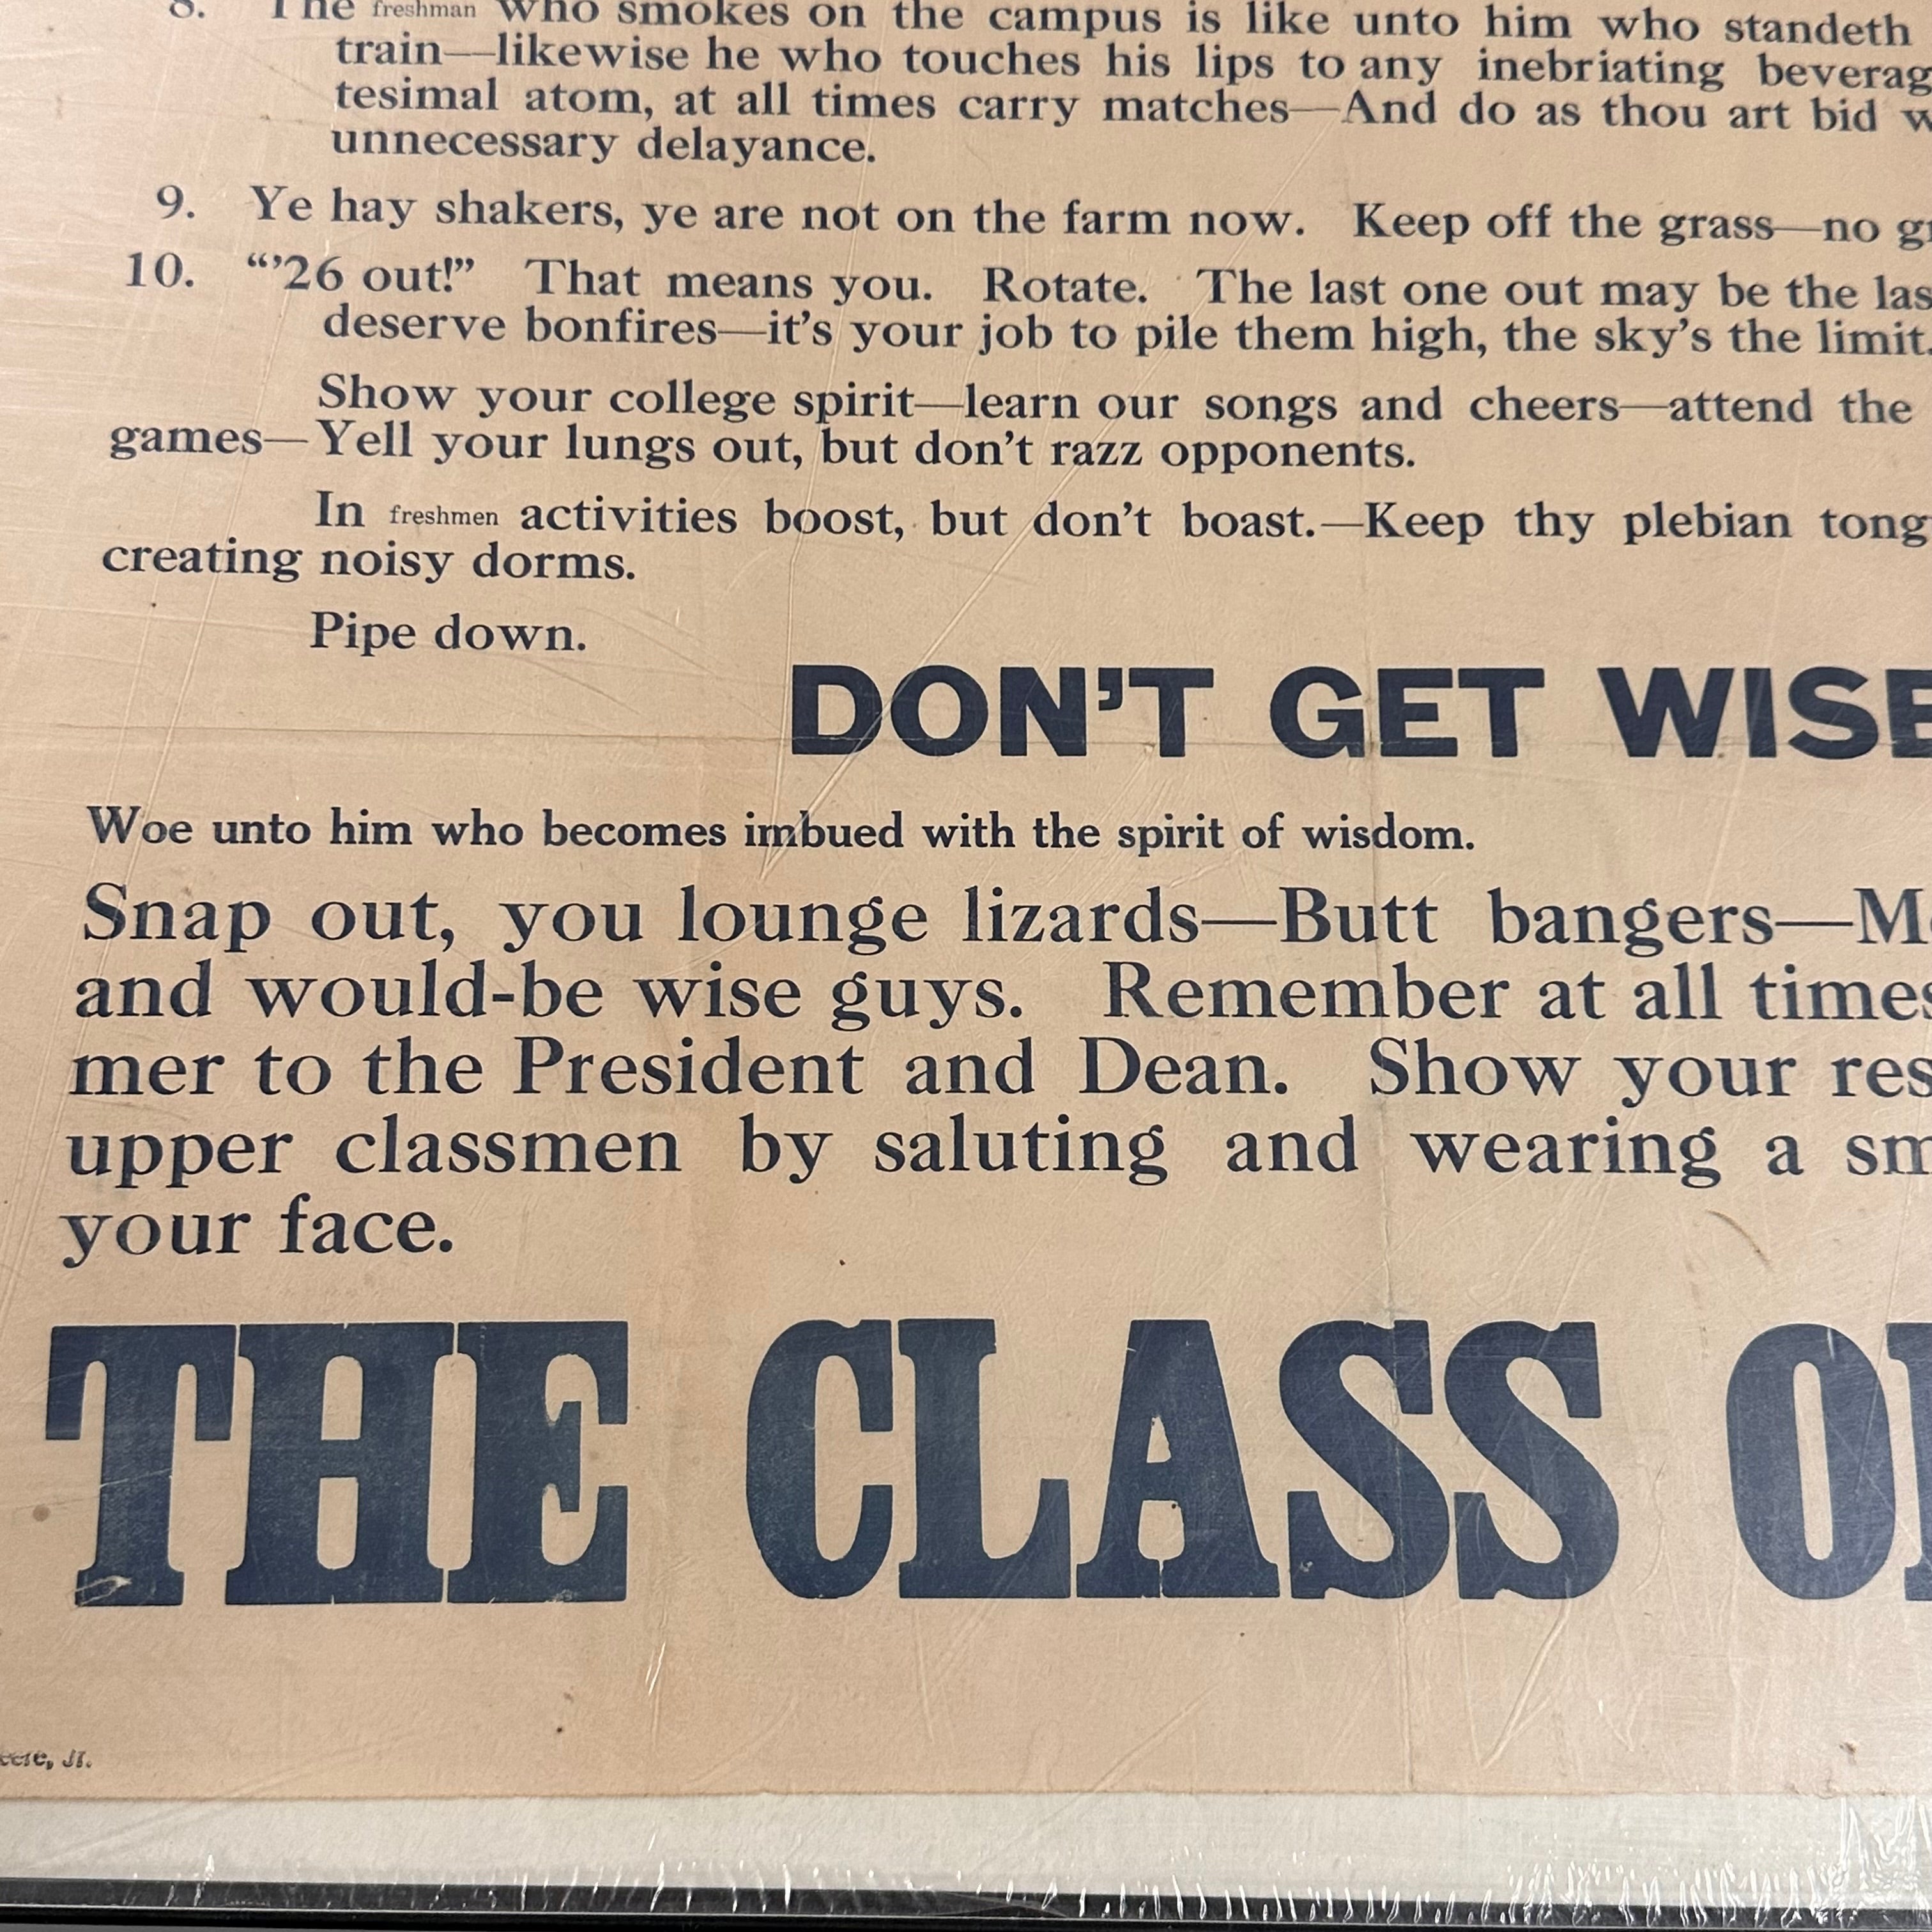 8. The freshman who smokes on the campus is like unto him who standeth
train—likewise he who touches his lips to any inebriating
tesimal atom, at all times carry matches—And do as thou art bid
unnecessary delayance.
9. Ye hay shakers, ye are not on the farm now. Keep off the grass—no
10. “’26 out!” That means you. Rotate. The last one out may be the
deserve bonfires—it’s your job to pile them high, the sky’s the limit.
Show your college spirit—learn our songs and cheers—attend the
games—Yell your lungs out, but don’t razz opponents.
In freshmen activities boost, but don’t boast.—Keep thy plebian
creating noisy dorms.
Pipe down.
DON’T GET WISE
Woe unto him who becomes imbued with the spirit of wisdom.
Snap out, you lounge lizards—Butt bangers—
and would-be wise guys. Remember at all times
mer to the President and Dean. Show your
upper classmen by saluting and wearing a
your face.
THE CLASS
Jr.